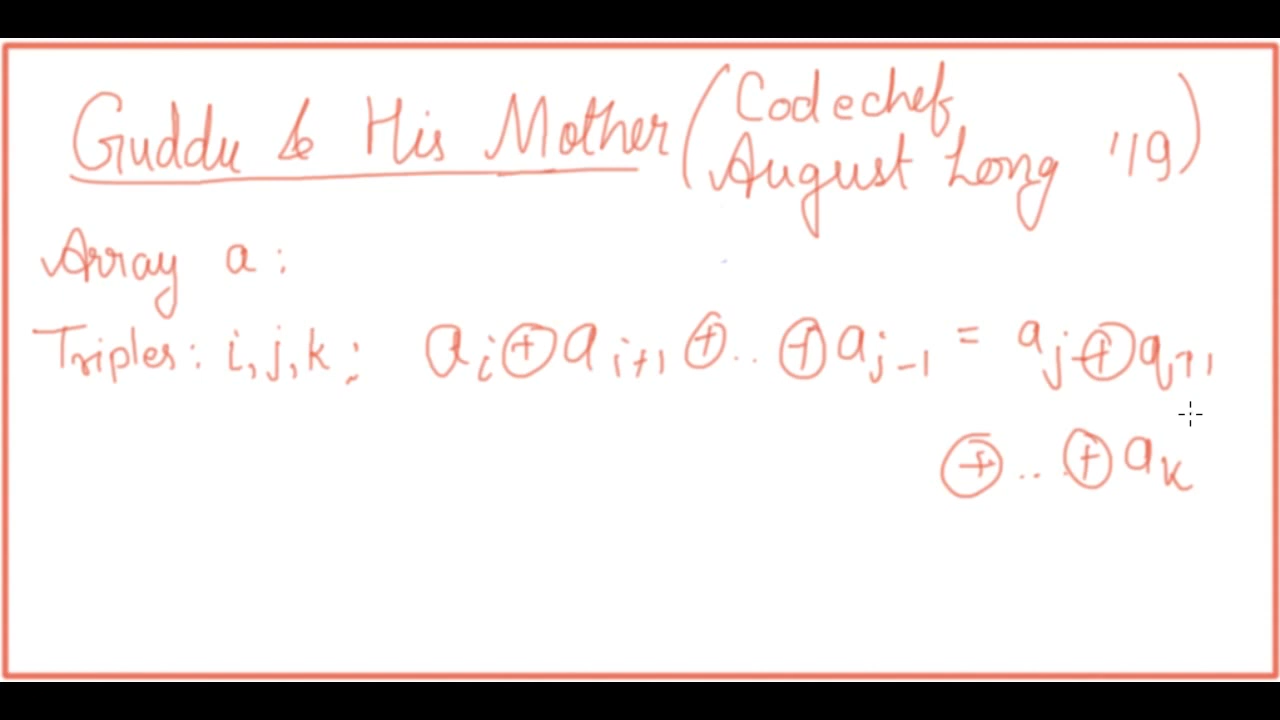 Guddu & His Mother (Codechef August Long '19)
Array a :
Triples : i, j, k ; a_i ⊕ a_{i+1} ⊕ .. ⊕ a_{j-1} = a_j ⊕ a_{j+1}
⊕ .. ⊕ a_k